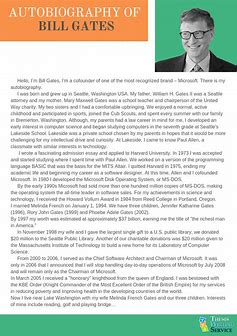 AUTOBIOGRAPHY OF
BILL GATES
Hello, I'm Bill Gates, I'm a cofounder of one of the most recognized brand – Microsoft. There is my
autobiography.
I was born and grew up in Seattle, Washington USA. My father, William H. Gates II was a Seattle
attorney and my mother, Mary Maxwell Gates was a school teacher and chairperson of the United
Way charity. My two sisters and I had a comfortable upbringing. We enjoyed a normal, active
childhood and participated in sports, joined the Cub Scouts, and spent every summer with our family
in Bremerton, Washington. Although, my parents had a law career in mind for me, I developed an
early interest in computer science and began studying computers in the seventh grade at Seattle's
Lakeside School. Lakeside was a private school chosen by my parents in hopes that it would be more
challenging for my intellectual drive and curiosity. At Lakeside, I came to know Paul Allen, a
classmate with similar interests in technology.
I wrote a fascinating admission essay and applied to Harvard University. In 1973 I was accepted
and started studying where I spent time with Paul Allen. We worked on a version of the programming
language BASIC that was the basis for the MITS Altair. I quitted Harvard in 1975, ending my
academic life and beginning my career as a software designer. At this time, Allen and I cofounded
Microsoft. In 1980 I developed the Microsoft Disk Operating System, or MS-DOS.
By the early 1990s Microsoft had sold more than one hundred million copies of MS-DOS, making
the operating system the all-time leader in software sales. For my achievements in science and
technology, I received the Howard Vollum Award in 1984 from Reed College in Portland, Oregon.
I married Melinda French on January 1, 1994. We have three children, Jennifer Katharine Gates
(1996), Rory John Gates (1999) and Phoebe Adele Gates (2002).
By 1997 my worth was estimated at approximately $37 billion, earning me the title of "the richest man
in America."
In November 1998 my wife and I gave the largest single gift to a U.S. public library; we donated
$20 million to the Seattle Public Library. Another of our charitable donations was $20 million given to
the Massachusetts Institute of Technology to build a new home for its Laboratory of Computer
Science.
From 2000 to 2006, I served as the Chief Software Architect and Chairman of Microsoft. It was
only in 2006 that I announced that I will stop handling day-to-day operations of Microsoft by July 2008
and will remain only as the Chairman of Microsoft.
In March 2005 I received a "honorary" knighthood from the queen of England. I was bestowed with
the KBE Order (Knight Commander of the Most Excellent Order of the British Empire) for my services
in reducing poverty and improving health in the developing countries of the world.
Now I live near Lake Washington with my wife Melinda French Gates and our three children. Interests
of mine include reading, golf and playing bridge…
THESIS
EDITING
SERVICE